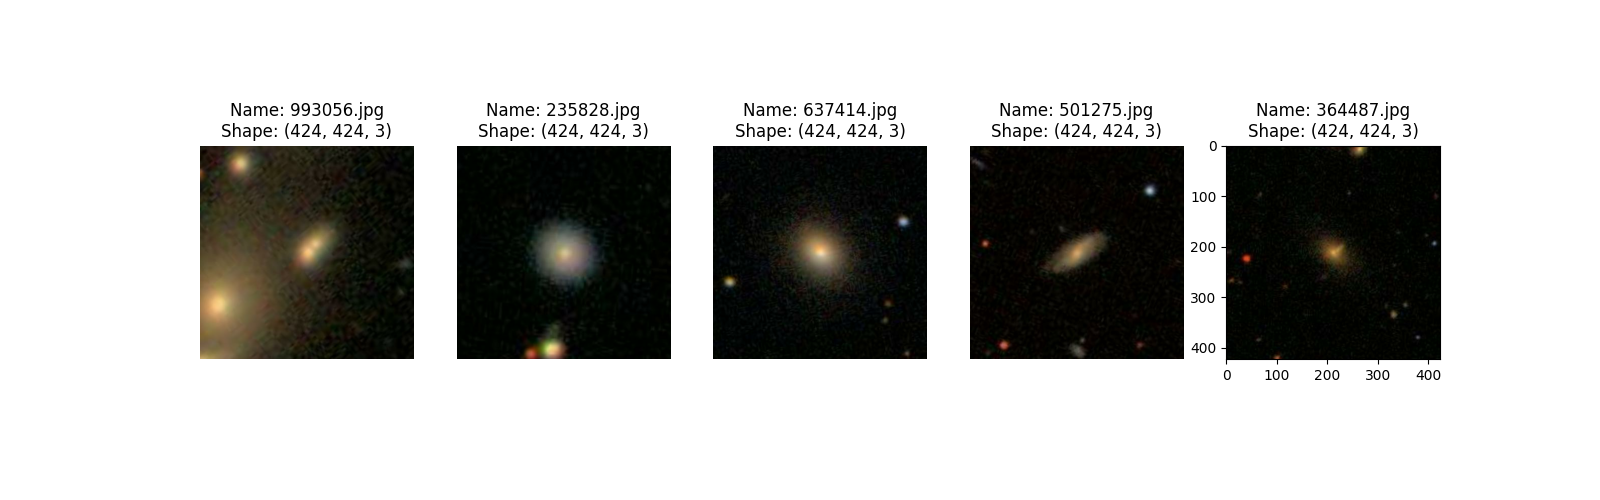 Name: 993056.jpg
Shape: (424, 424, 3)
Name: 235828.jpg
Shape: (424, 424, 3)
Name: 637414.jpg
Shape: (424, 424, 3)
Name: 501275.jpg
Shape: (424, 424, 3)
Name: 364487.jpg
Shape: (424, 424, 3)
0
100
200
300
400
0 100 200 300 400